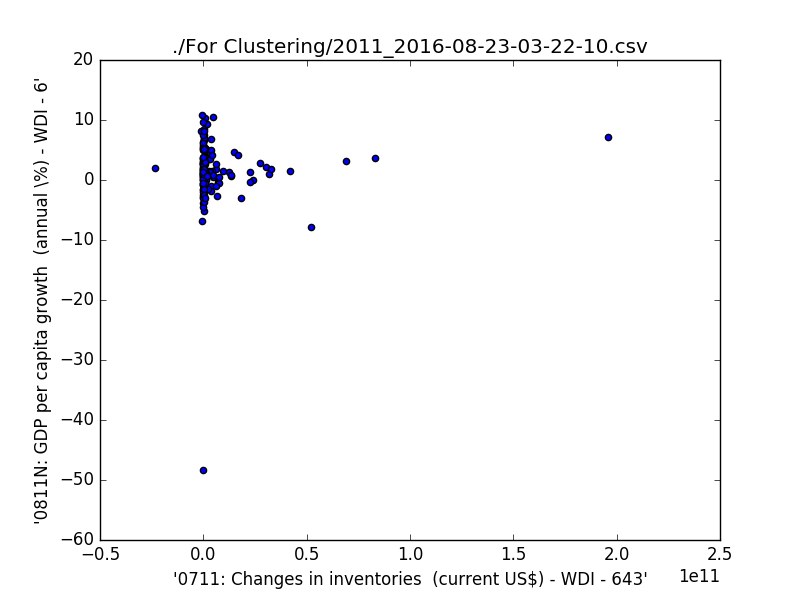 ./For Clustering/2011_2016-08-23-03-22-10.csv
'0811N: GDP per capita growth  (annual \%) - WDI - 6'
20
10
0
−10
−20
−30
−40
−50
−60
−0.5 0.0 0.5 1.0 1.5 2.0 2.5
1e11
'0711: Changes in inventories  (current US$) - WDI - 643'